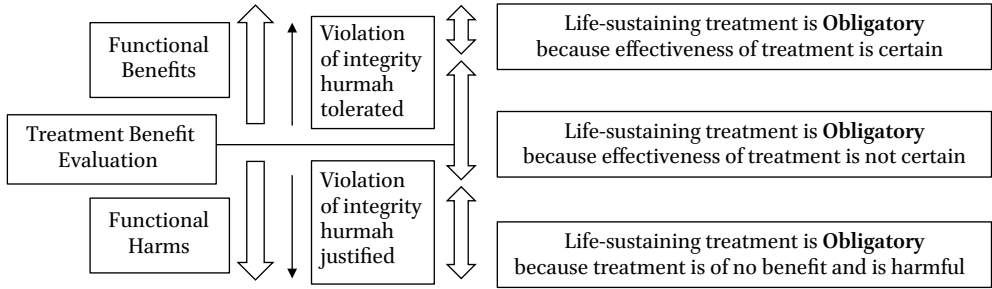 Functional
Benefits
Violation
of integrity
hurmah
tolerated
Life-sustaining treatment is Obligatory
because effectiveness of treatment is certain
Treatment Benefit
Evaluation
Life-sustaining treatment is Obligatory
because effectiveness of treatment is not certain
Functional
Harms
Violation
of integrity
hurmah
justified
Life-sustaining treatment is Obligatory
because treatment is of no benefit and is harmful